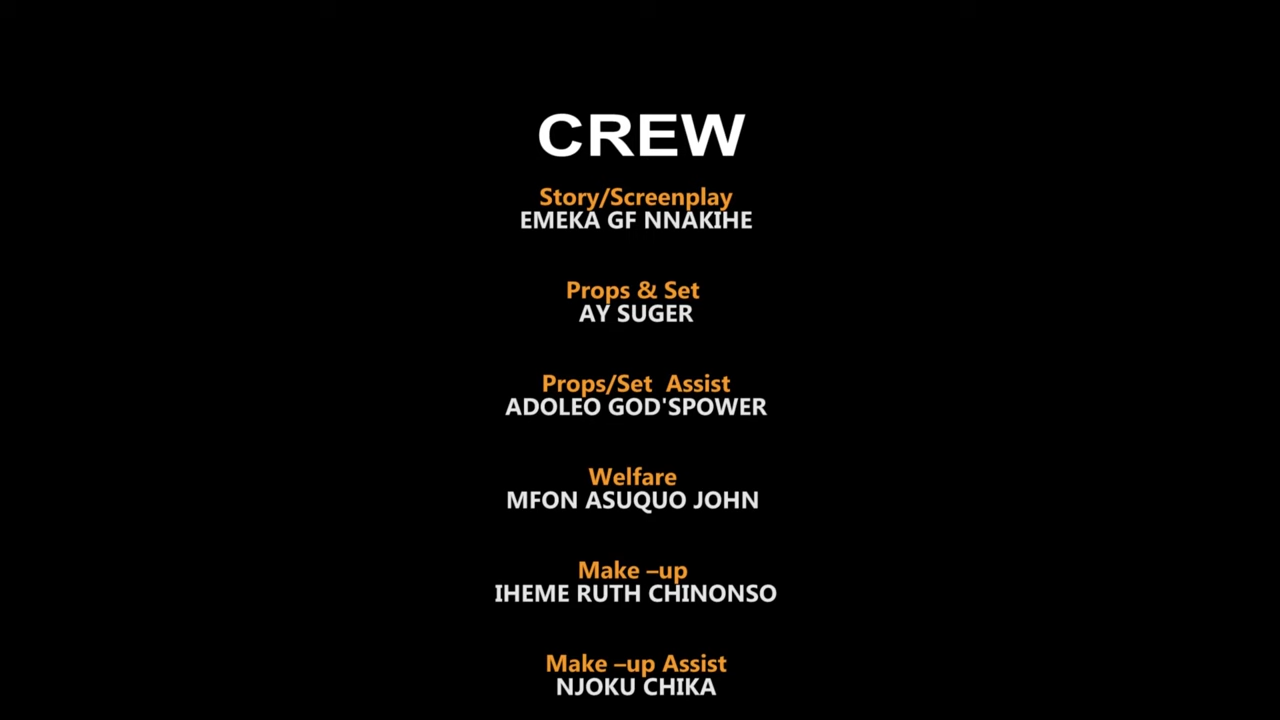 CREW
Story/Screenplay
EMEKA GF NNAKIHE
Props & Set
AY SUGER
Props/Set  Assist
ADOLEO GOD'SPOWER
Welfare
MFON ASUQUO JOHN
Make –up
IHEME RUTH CHINONSO
Make –up Assist
NJOKU CHIKA